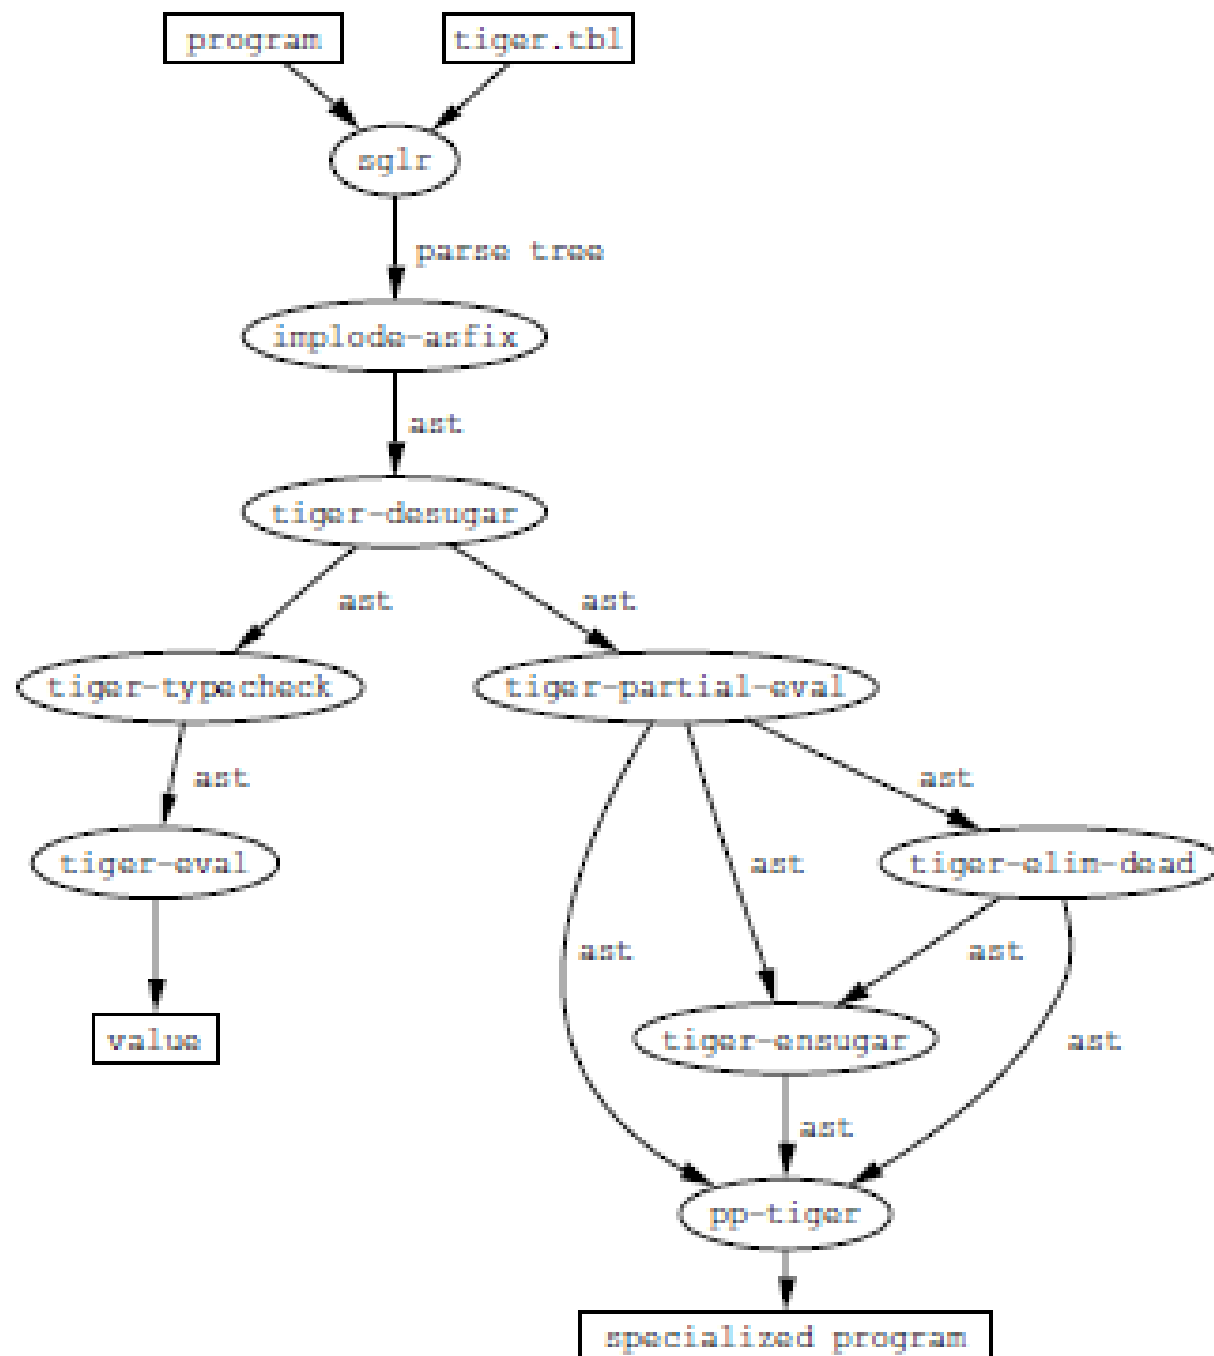 program
tiger.tbl
sglr
parse tree
implode-asfix
ast
tiger-desugar
ast
ast
tiger-typecheck
tiger-partial-eval
ast
ast
tiger-eval
ast
tiger-elim-dead
ast
ast
value
tiger-ensugar
ast
ast
pp-tiger
specialized program